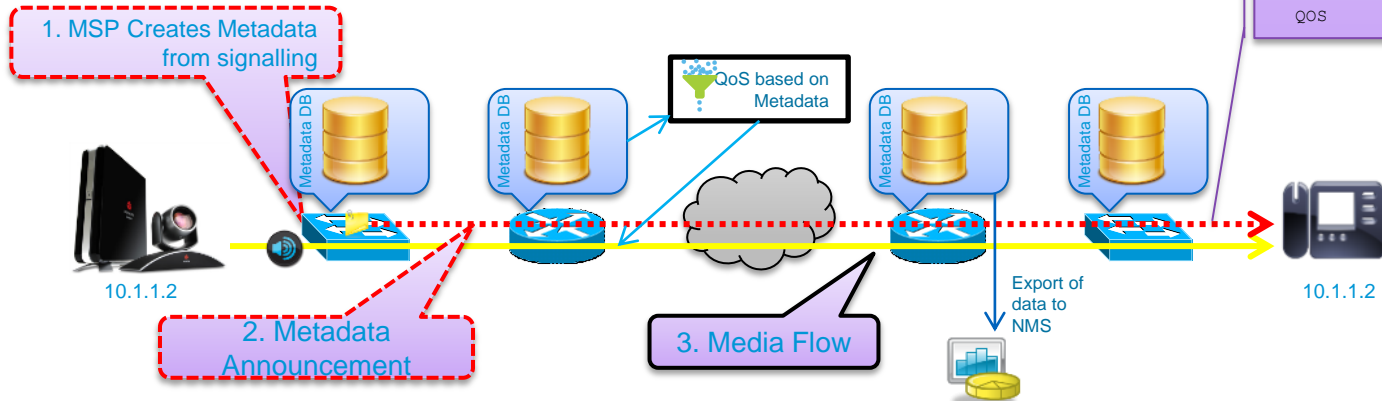 1. MSP Creates Metadata
from signalling
QOS
QoS based on
Metadata
Metadata DB
Metadata DB
Metadata DB
Metadata DB
10.1.1.2
10.1.1.2
2. Metadata
Announcement
3. Media Flow
Export of
data to
NMS